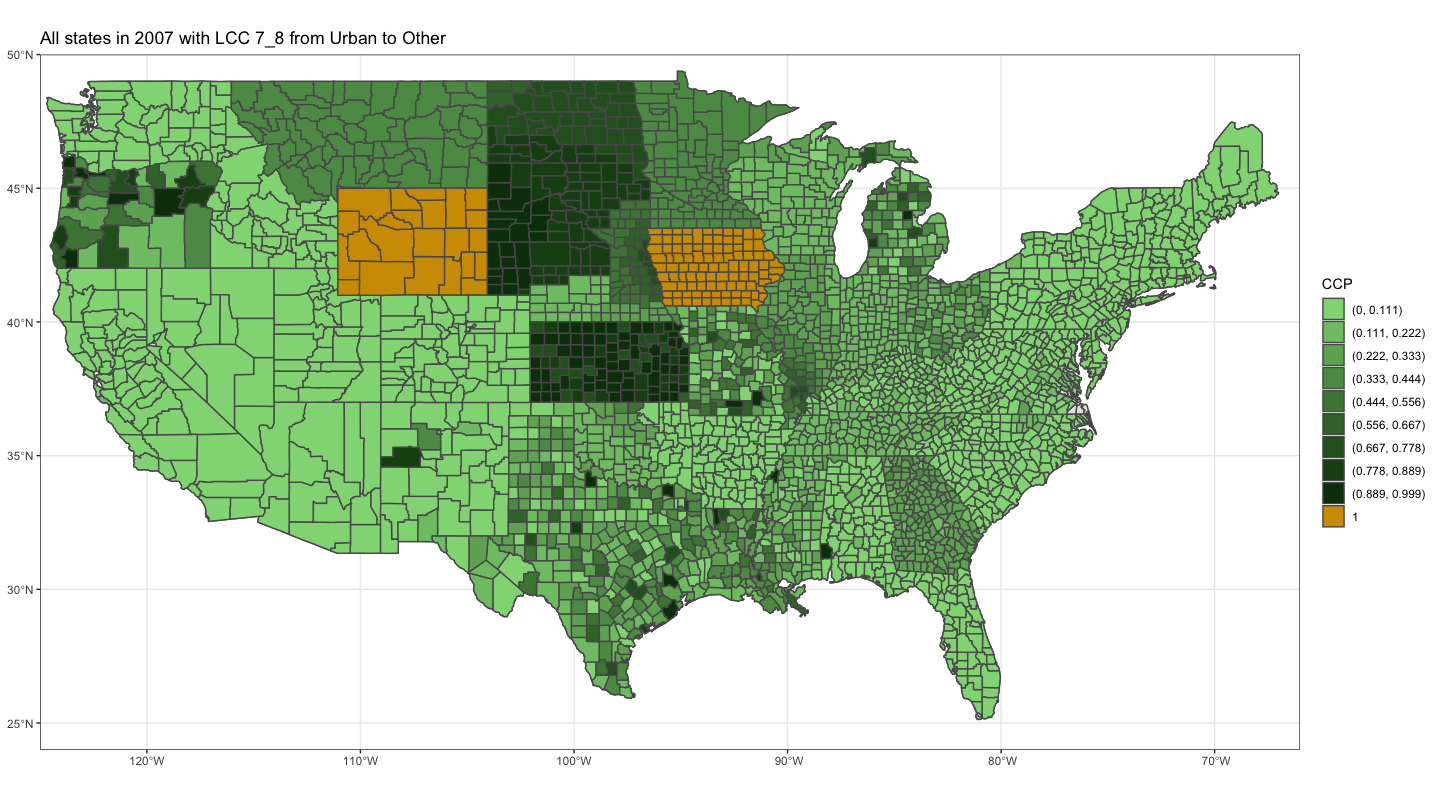 All states in 2007 with LCC 7_8 from Urban to Other
50°N
45°N
40°N
35°N
30°N
25°N
120°W
110°W
100°W
90°W
80°W
70°W
CCP
(0, 0.111)
(0.111, 0.222)
(0.222, 0.333)
(0.333, 0.444)
(0.444, 0.556)
(0.556, 0.667)
(0.667, 0.778)
(0.778, 0.889)
(0.889, 0.999)
1